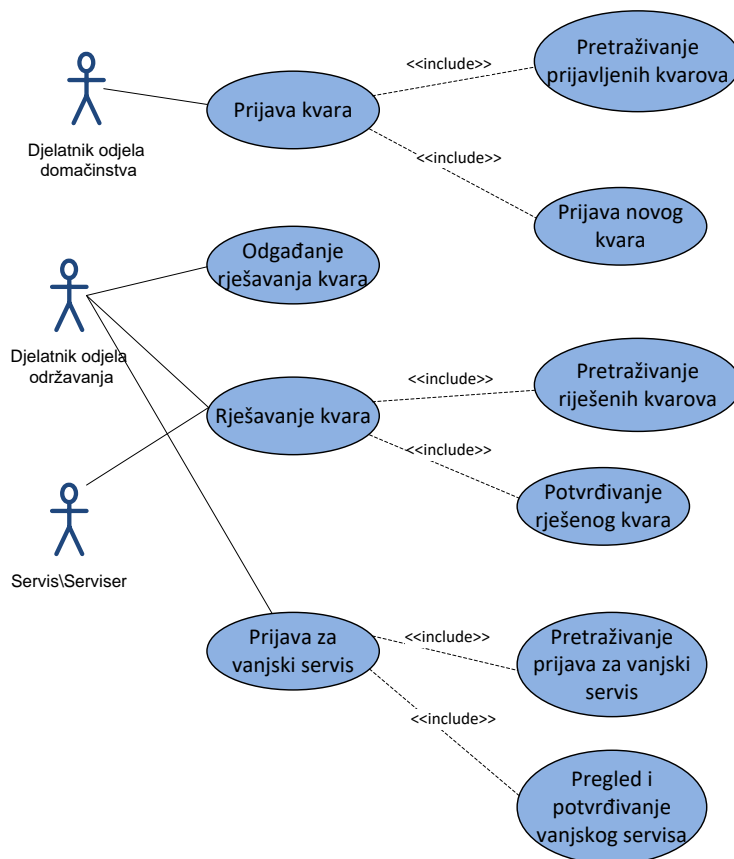 <<include>>
Pretraživanje
prijavljenih kvarova
Prijava kvara
Djelatnik odjela
domačinstva
<<include>>
Prijava novog
kvara
Odgađanje
rješavanja kvara
Djelatnik odjela
održavanja
<<include>>
Pretraživanje
riješenih kvarova
Rješavanje kvara
<<include>>
Potvrđivanje
rješenog kvara
Servis\Serviser
Prijava za
vanjski servis
<<include>>
Pretraživanje
prijava za vanjski
servis
<<include>>
Pregled i
potvrđivanje
vanjskog servisa